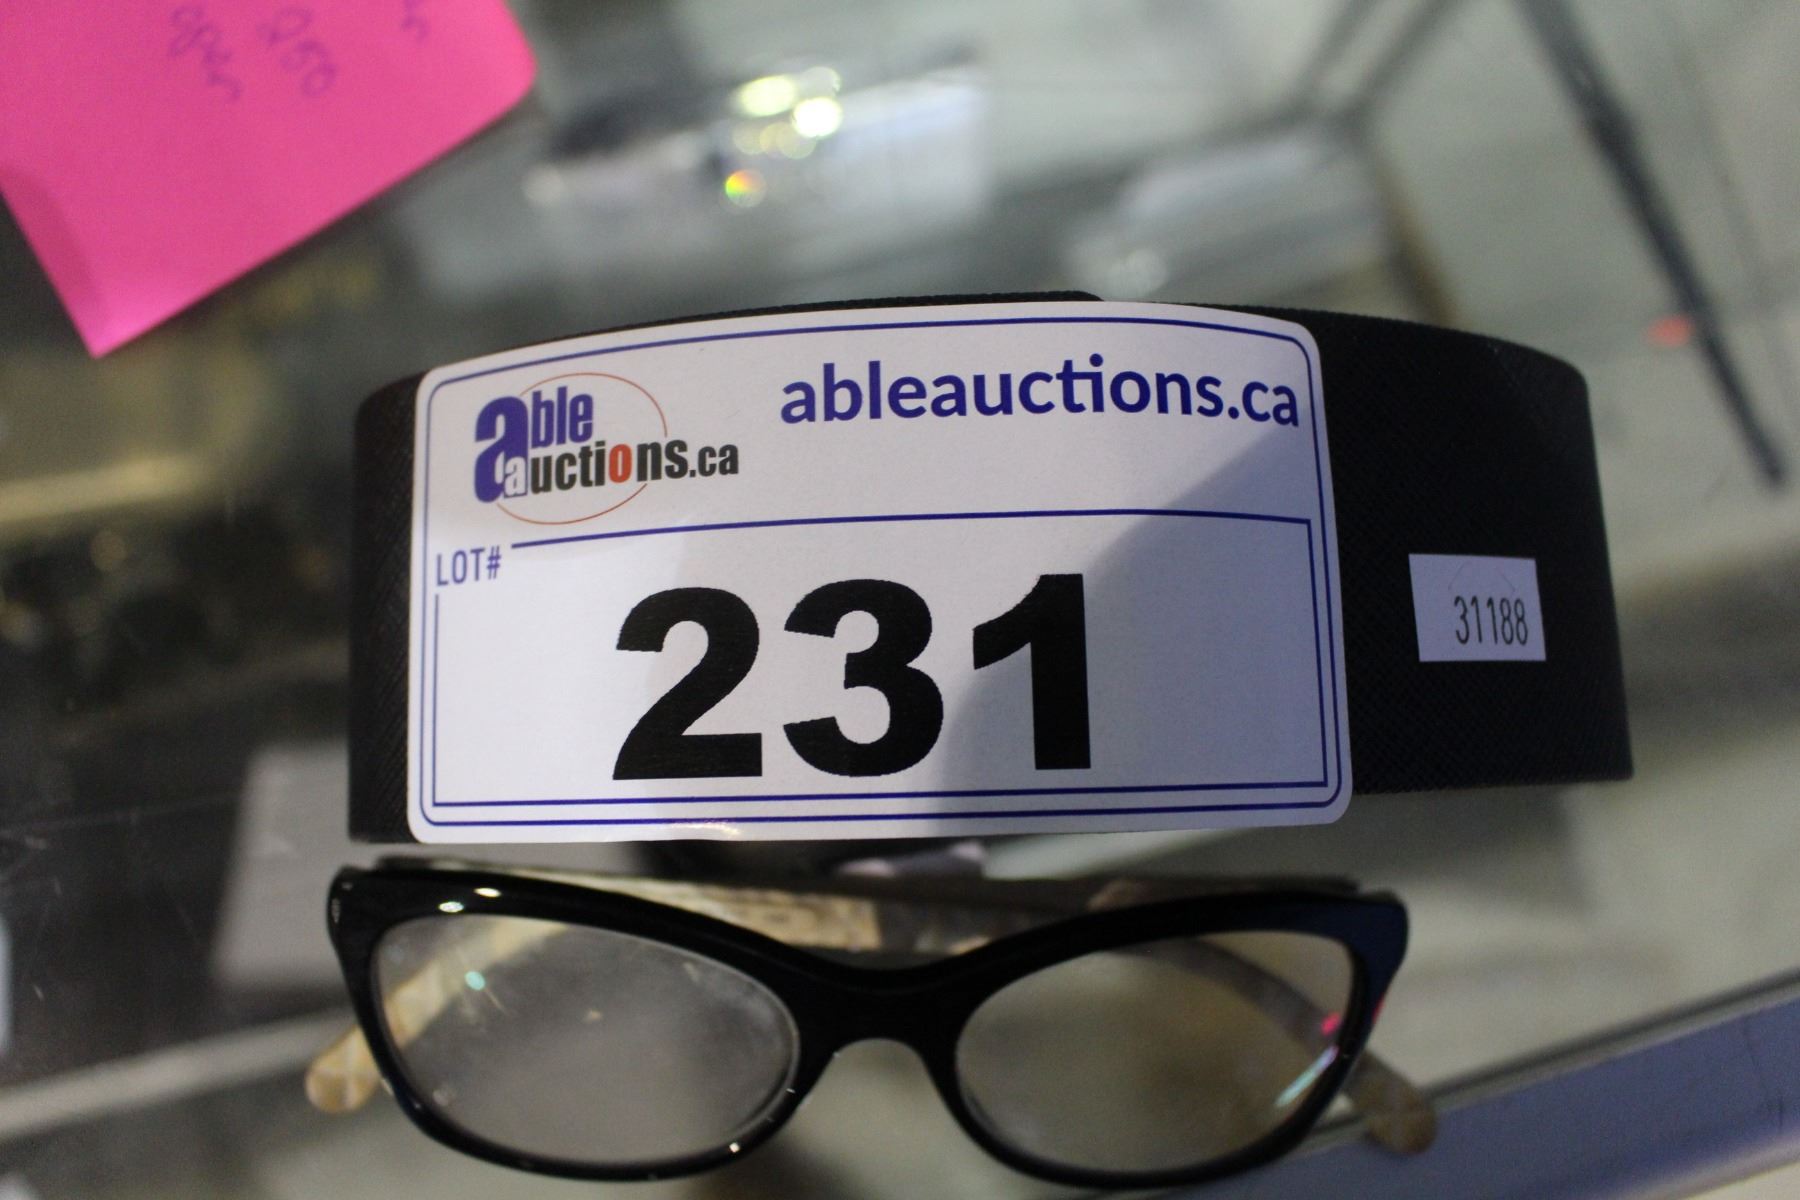 able
auctions.ca
ableauctions.ca
LOT#
231
31188